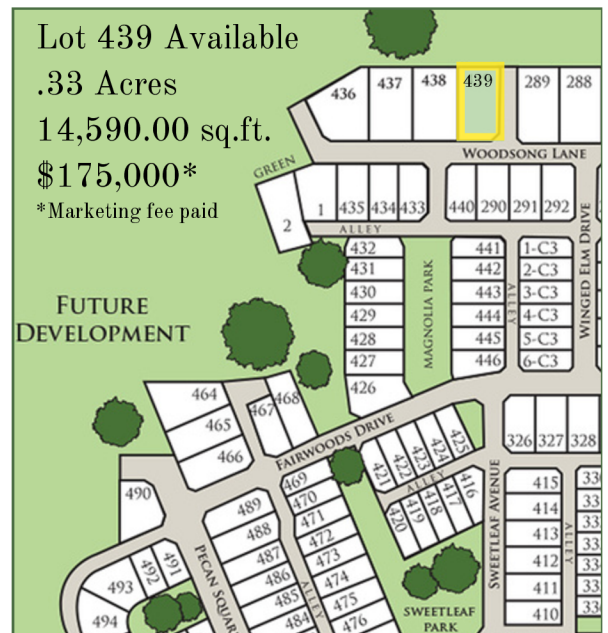 Lot 439 Available
.33 Acres
14,590.00 sq.ft.
$175,000*
*Marketing fee paid
436 437 438 439 289 288
WOODSONG LANE
GREEN
2 1 435 434 433 440 290 291 292
ALLEY
WINGED ELM DRIVE
432 441 1-C3
431 442 2-C3
430 443 3-C3
429 444 4-C3
428 445 5-C3
427 446 6-C3
426
MAGNOLIA PARK
ALLEY
FUTURE
DEVELOPMENT
464 468
465 467
466
FAIRWOODS DRIVE
326 327 328
421 422 423 424 425
ALLEY
420 419 418 417 416
SWEETLEAF AVENUE
415
414
413
412
411
410
ALLEY
490
469
470
471
472
473
474
475
476
489
488
487
486
485
484
ALLEY
PECAN SQUAR
491
492
493
494
SWEETLEAF
PARK